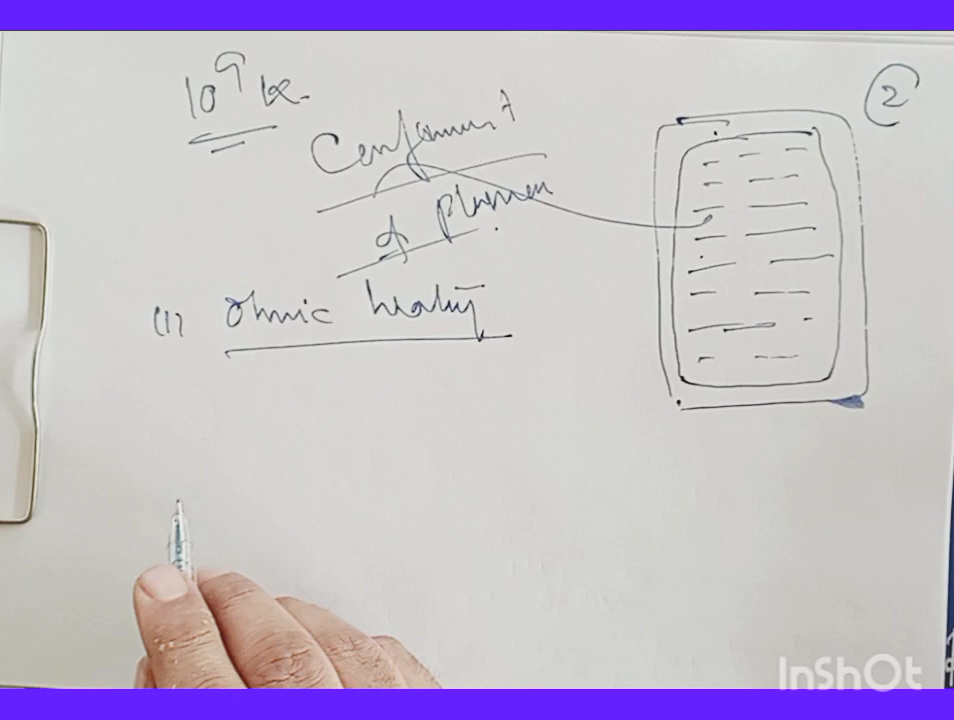 10⁹ K.
②
Confinement
of Plasma.
(1) Ohmic heating
InShOt